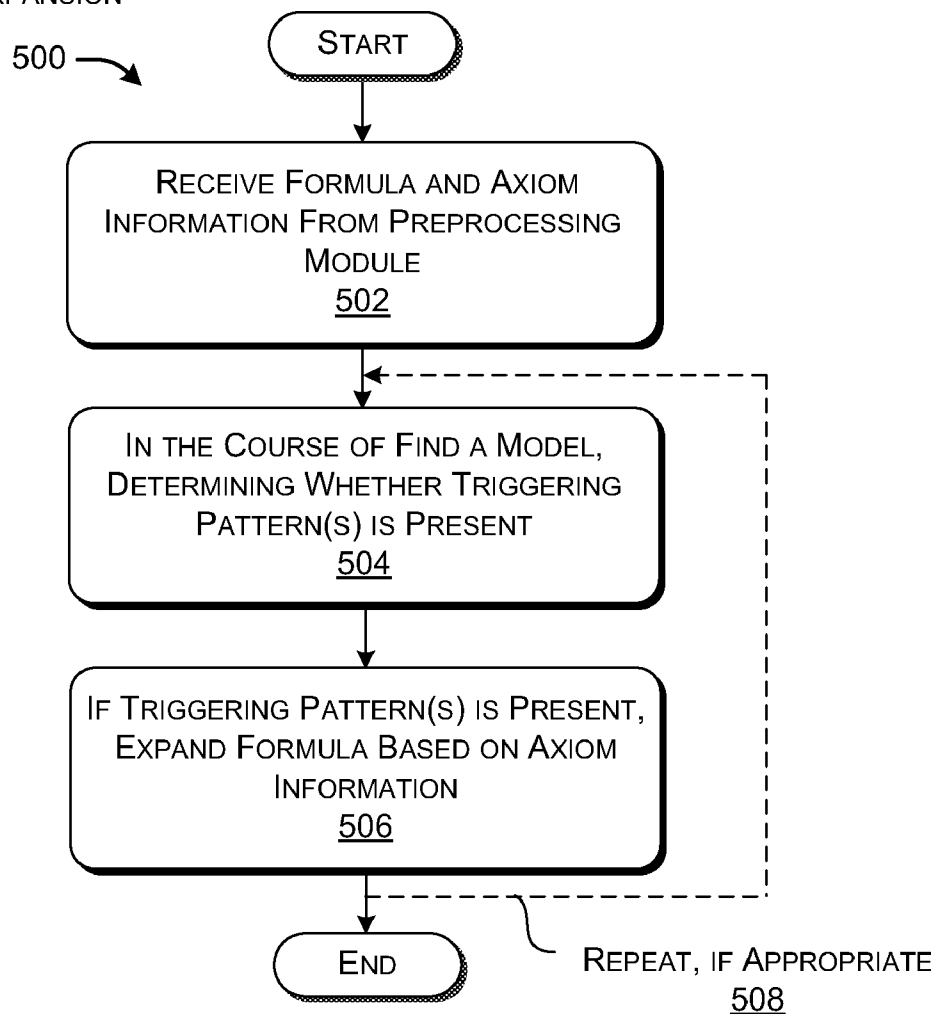 500
START
RECEIVE FORMULA AND AXIOM
INFORMATION FROM PREPROCESSING
MODULE
502
IN THE COURSE OF FIND A MODEL,
DETERMINING WHETHER TRIGGERING
PATTERN(S) IS PRESENT
504
IF TRIGGERING PATTERN(S) IS PRESENT,
EXPAND FORMULA BASED ON AXIOM
INFORMATION
506
END
REPEAT, IF APPROPRIATE
508